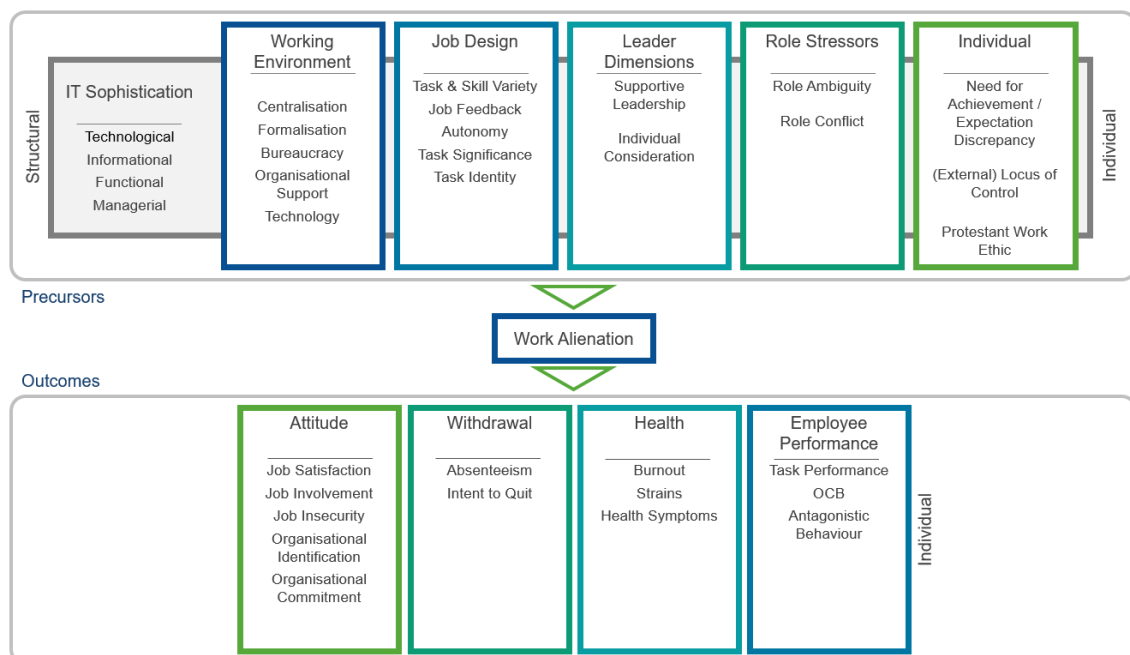 Structural
IT Sophistication
Technological
Informational
Functional
Managerial
Working
Environment
Centralisation
Formalisation
Bureaucracy
Organisational
Support
Technology
Job Design
Task & Skill Variety
Job Feedback
Autonomy
Task Significance
Task Identity
Leader
Dimensions
Supportive
Leadership
Individual
Consideration
Role Stressors
Role Ambiguity
Role Conflict
Individual
Need for
Achievement /
Expectation
Discrepancy
(External) Locus of
Control
Protestant Work
Ethic
Individual
Precursors
Work Alienation
Outcomes
Attitude
Job Satisfaction
Job Involvement
Job Insecurity
Organisational
Identification
Organisational
Commitment
Withdrawal
Absenteeism
Intent to Quit
Health
Burnout
Strains
Health Symptoms
Employee
Performance
Task Performance
OCB
Antagonistic
Behaviour
Individual